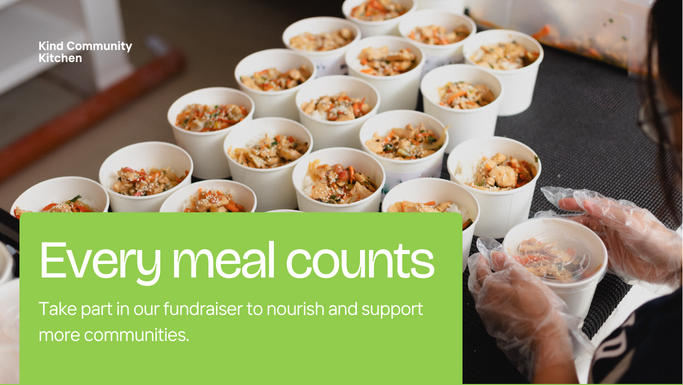 Kind Community
Kitchen
Every meal counts
Take part in our fundraiser to nourish and support
more communities.